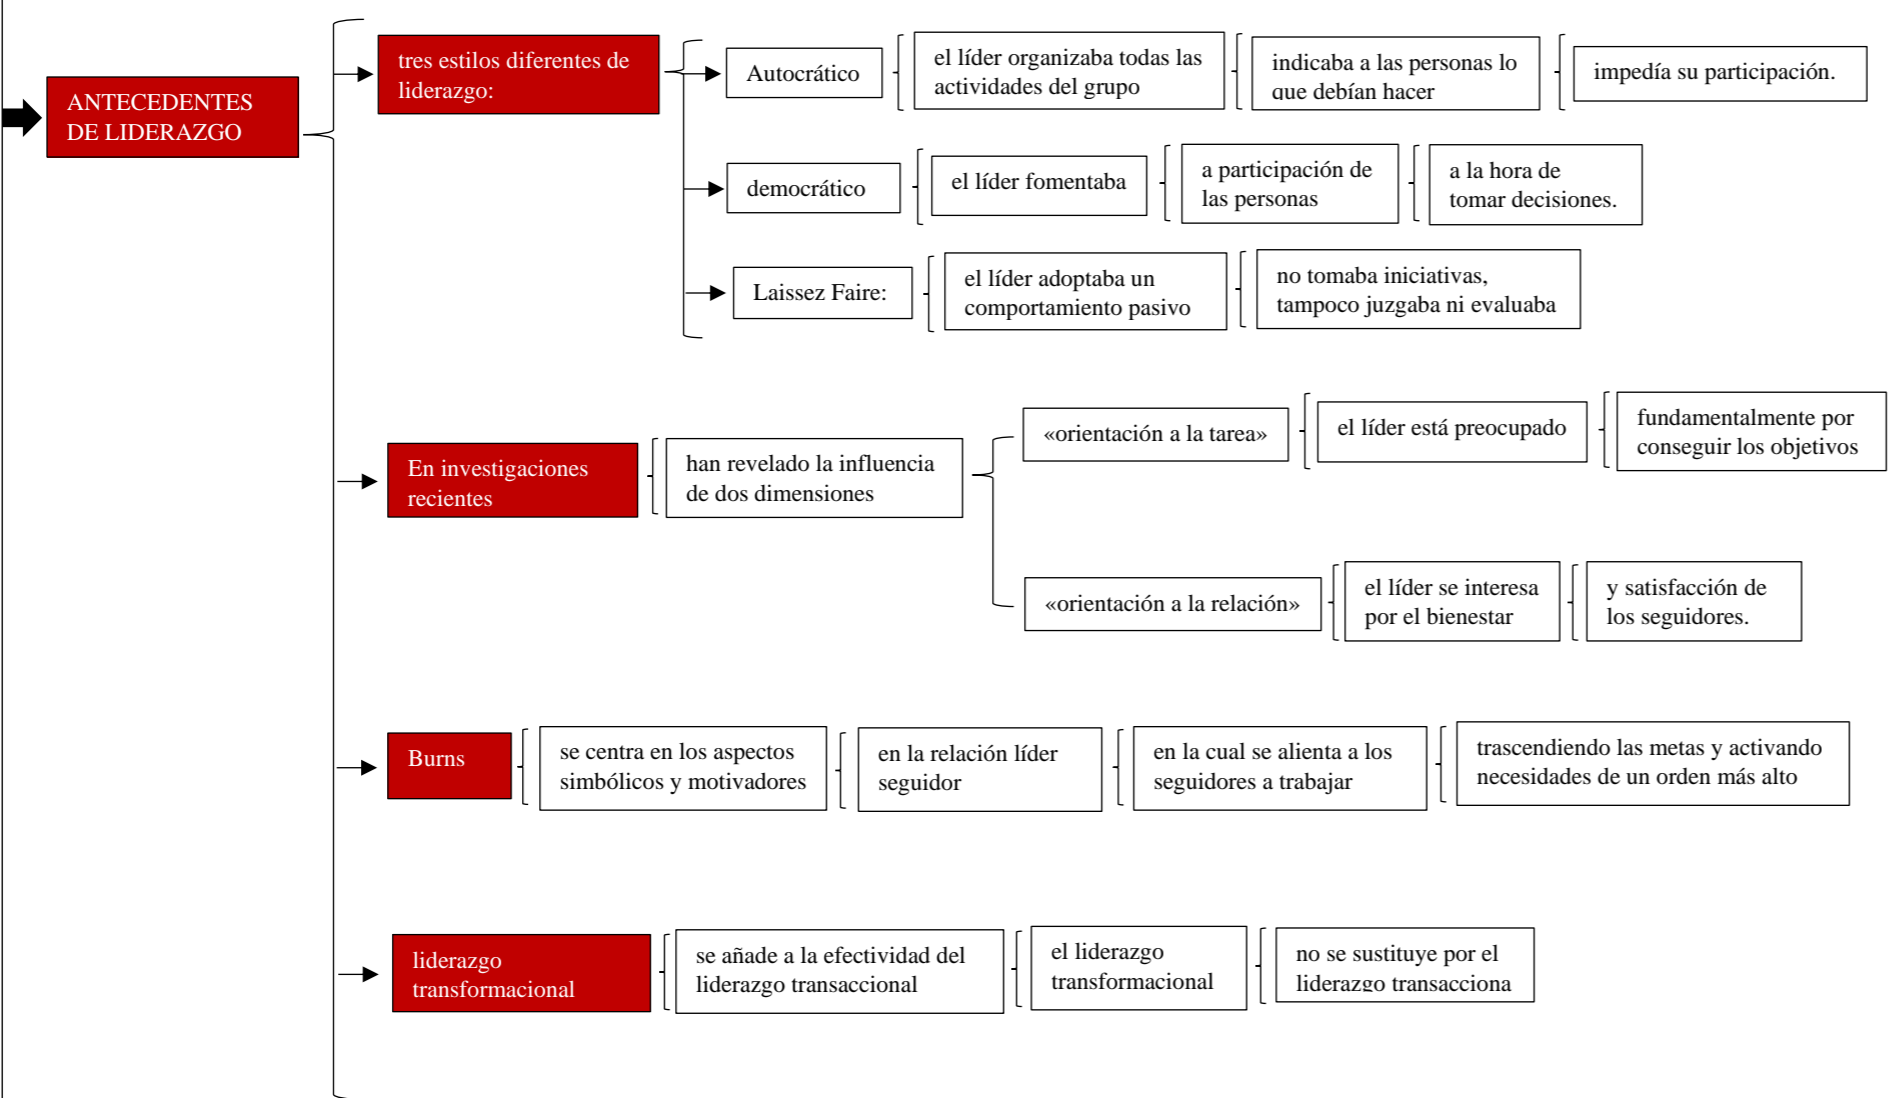 ANTECEDENTES
DE LIDERAZGO
tres estilos diferentes de
liderazgo:
Autocrático
el líder organizaba todas las
actividades del grupo
indicaba a las personas lo
que debían hacer
impedía su participación.
democrático
el líder fomentaba
a participación de
las personas
a la hora de
tomar decisiones.
Laissez Faire:
el líder adoptaba un
comportamiento pasivo
no tomaba iniciativas,
tampoco juzgaba ni evaluaba
En investigaciones
recientes
han revelado la influencia
de dos dimensiones
«orientación a la tarea»
el líder está preocupado
fundamentalmente por
conseguir los objetivos
«orientación a la relación»
el líder se interesa
por el bienestar
y satisfacción de
los seguidores.
Burns
se centra en los aspectos
simbólicos y motivadores
en la relación líder
seguidor
en la cual se alienta a los
seguidores a trabajar
trascendiendo las metas y activando
necesidades de un orden más alto
liderazgo
transformacional
se añade a la efectividad del
liderazgo transaccional
el liderazgo
transformacional
no se sustituye por el
liderazgo transacciona